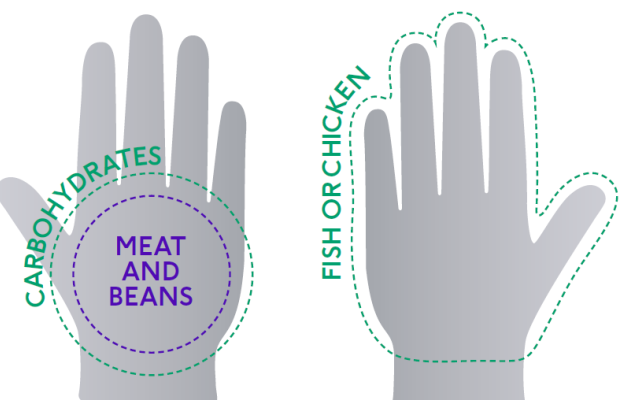 CARBOHYDRATES
MEAT
AND
BEANS
FISH OR CHICKEN